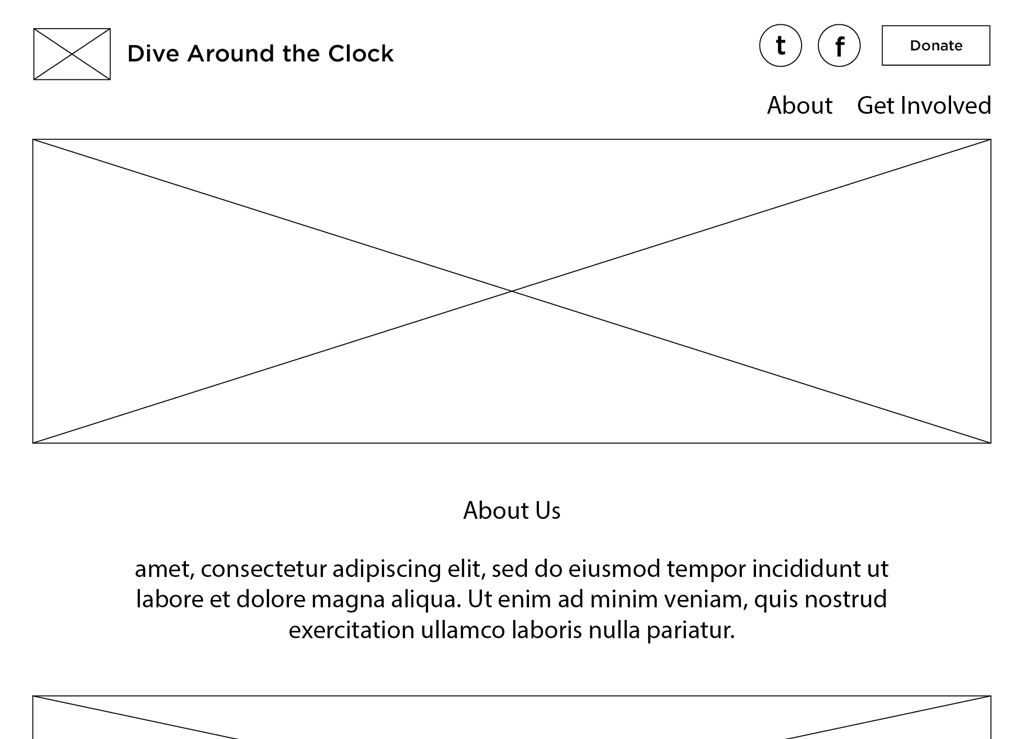 Dive Around the Clock
t
f
Donate
About
Get Involved
About Us
amet, consectetur adipiscing elit, sed do eiusmod tempor incididunt ut
labore et dolore magna aliqua. Ut enim ad minim veniam, quis nostrud
exercitation ullamco laboris nulla pariatur.